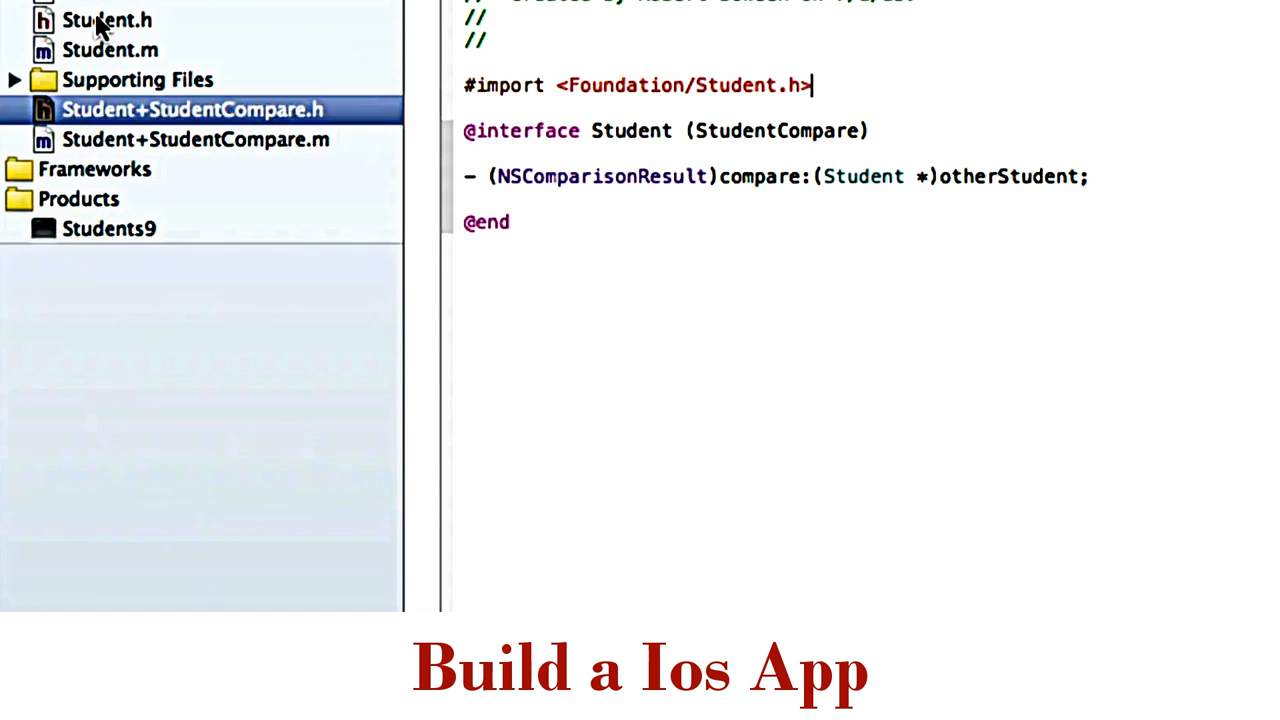 Student.h
Student.m
Supporting Files
Student+StudentCompare.h
Student+StudentCompare.m
Frameworks
Products
Students9
//
//
#import <Foundation/Student.h>
@interface Student (StudentCompare)
- (NSComparisonResult)compare:(Student *)otherStudent;
@end
Build a Ios App